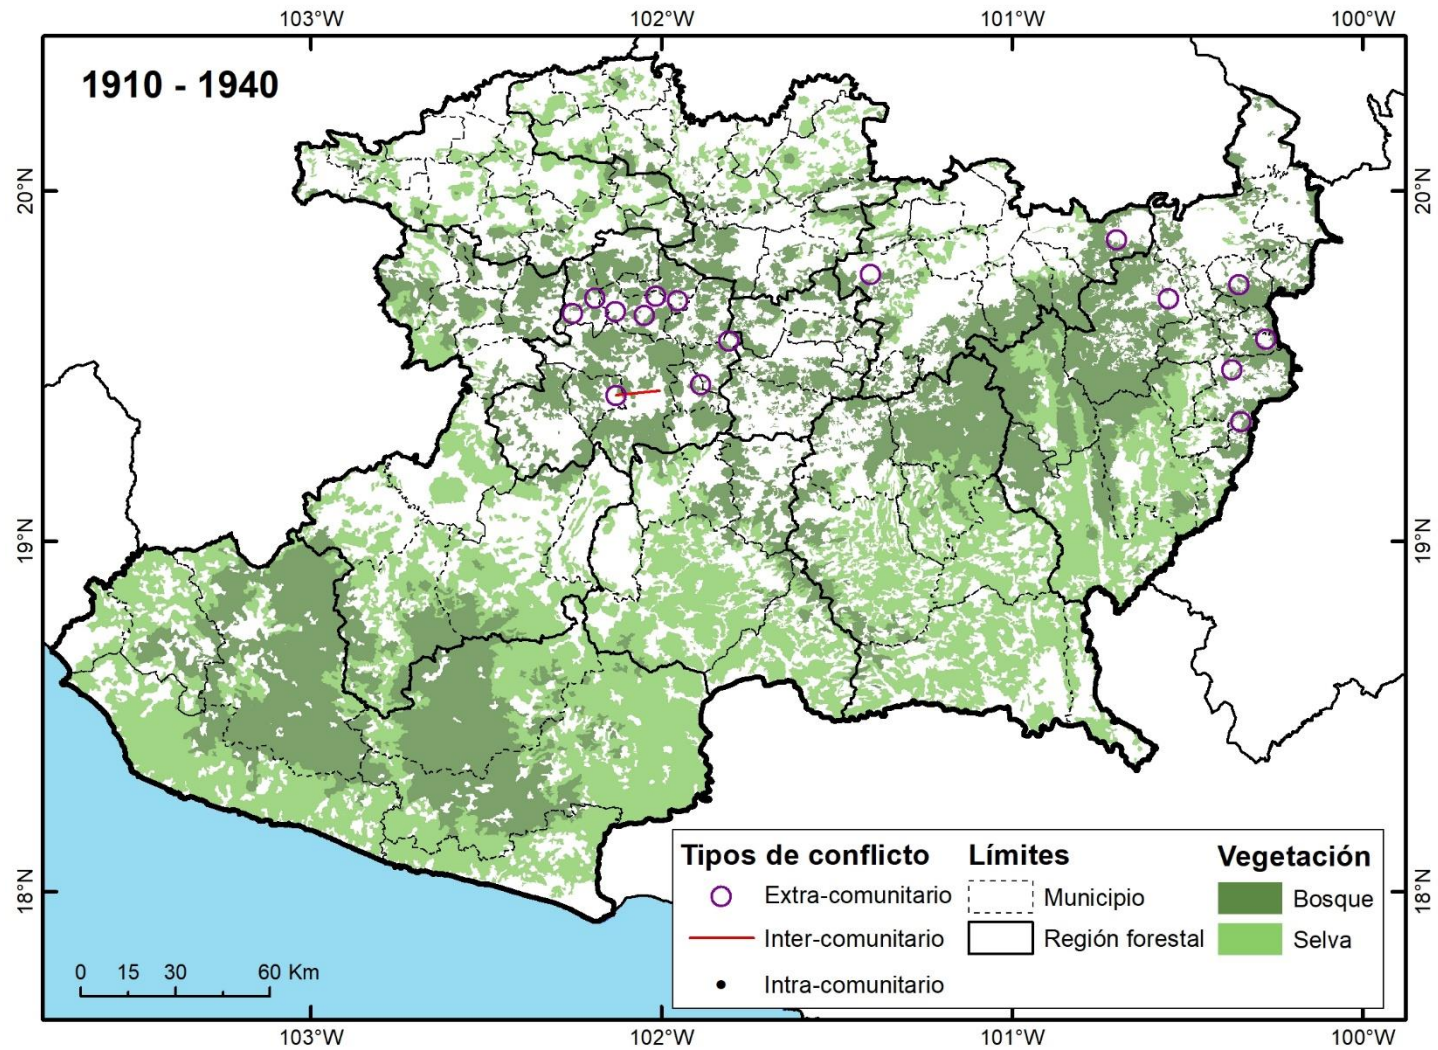 103°W 102°W 101°W 100°W
1910 - 1940
20°N 20°N
19°N 19°N
18°N 18°N
Tipos de conflicto Límites Vegetación
Extra-comunitario Municipio Bosque
Inter-comunitario Región forestal Selva
Intra-comunitario
0 15 30 60 Km
103°W 102°W 101°W 100°W